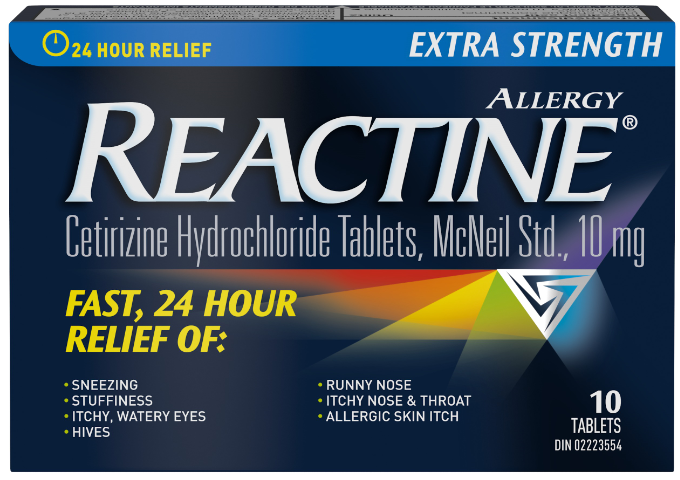 24 HOUR RELIEF
EXTRA STRENGTH
ALLERGY
REACTINE®
Cetirizine Hydrochloride Tablets, McNeil Std., 10 mg
FAST, 24 HOUR
RELIEF OF:
• SNEEZING
• STUFFINESS
• ITCHY, WATERY EYES
• HIVES
• RUNNY NOSE
• ITCHY NOSE & THROAT
• ALLERGIC SKIN ITCH
10
TABLETS
DIN 02223554